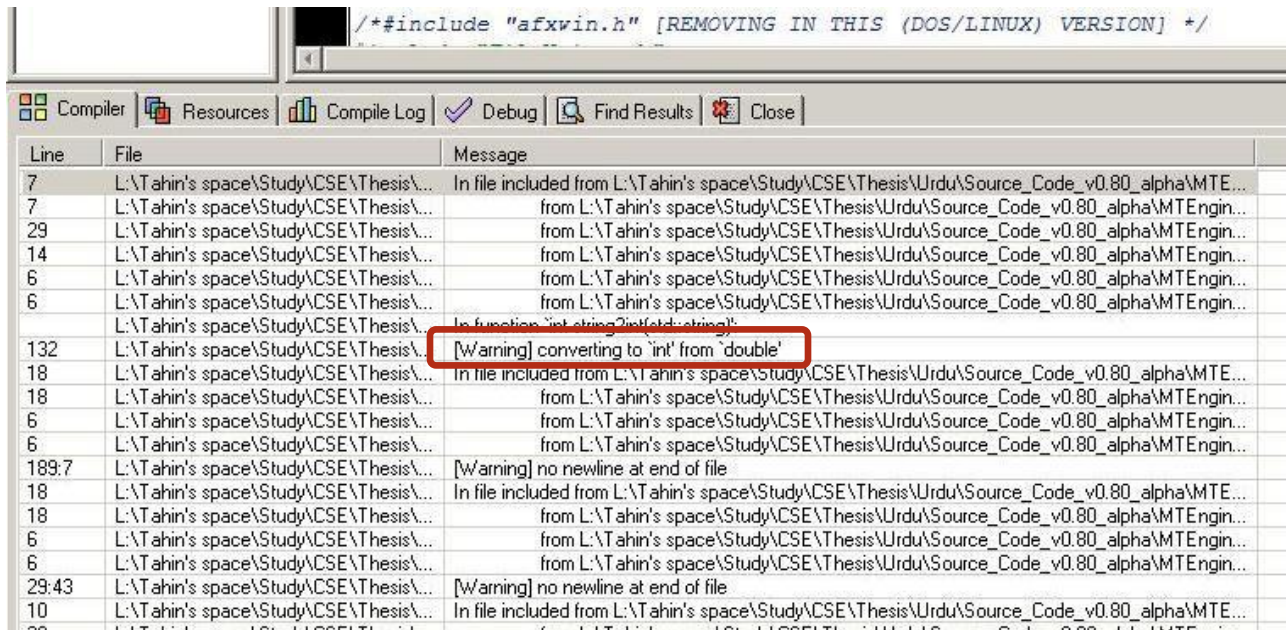 /*#include "afxwin.h" [REMOVING IN THIS (DOS/LINUX) VERSION] */
Compiler Resources Compile Log Debug Find Results Close
Line File Message
7 L:\Tahin's space\Study\CSE\Thesis\... In file included from L:\Tahin's space\Study\CSE\Thesis\Urdu\Source_Code_v0.80_alpha\MTE...
7 L:\Tahin's space\Study\CSE\Thesis\... from L:\Tahin's space\Study\CSE\Thesis\Urdu\Source_Code_v0.80_alpha\MTEngin...
29 L:\Tahin's space\Study\CSE\Thesis\... from L:\Tahin's space\Study\CSE\Thesis\Urdu\Source_Code_v0.80_alpha\MTEngin...
14 L:\Tahin's space\Study\CSE\Thesis\... from L:\Tahin's space\Study\CSE\Thesis\Urdu\Source_Code_v0.80_alpha\MTEngin...
6 L:\Tahin's space\Study\CSE\Thesis\... from L:\Tahin's space\Study\CSE\Thesis\Urdu\Source_Code_v0.80_alpha\MTEngin...
6 L:\Tahin's space\Study\CSE\Thesis\... from L:\Tahin's space\Study\CSE\Thesis\Urdu\Source_Code_v0.80_alpha\MTEngin...
L:\Tahin's space\Study\CSE\Thesis\... In function `int string2int(std::string)':
132 L:\Tahin's space\Study\CSE\Thesis\... [Warning] converting to `int' from `double'
18 L:\Tahin's space\Study\CSE\Thesis\... In file included from L:\Tahin's space\Study\CSE\Thesis\Urdu\Source_Code_v0.80_alpha\MTE...
18 L:\Tahin's space\Study\CSE\Thesis\... from L:\Tahin's space\Study\CSE\Thesis\Urdu\Source_Code_v0.80_alpha\MTEngin...
6 L:\Tahin's space\Study\CSE\Thesis\... from L:\Tahin's space\Study\CSE\Thesis\Urdu\Source_Code_v0.80_alpha\MTEngin...
6 L:\Tahin's space\Study\CSE\Thesis\... from L:\Tahin's space\Study\CSE\Thesis\Urdu\Source_Code_v0.80_alpha\MTEngin...
189:7 L:\Tahin's space\Study\CSE\Thesis\... [Warning] no newline at end of file
18 L:\Tahin's space\Study\CSE\Thesis\... In file included from L:\Tahin's space\Study\CSE\Thesis\Urdu\Source_Code_v0.80_alpha\MTE...
18 L:\Tahin's space\Study\CSE\Thesis\... from L:\Tahin's space\Study\CSE\Thesis\Urdu\Source_Code_v0.80_alpha\MTEngin...
6 L:\Tahin's space\Study\CSE\Thesis\... from L:\Tahin's space\Study\CSE\Thesis\Urdu\Source_Code_v0.80_alpha\MTEngin...
6 L:\Tahin's space\Study\CSE\Thesis\... from L:\Tahin's space\Study\CSE\Thesis\Urdu\Source_Code_v0.80_alpha\MTEngin...
29:43 L:\Tahin's space\Study\CSE\Thesis\... [Warning] no newline at end of file
10 L:\Tahin's space\Study\CSE\Thesis\... In file included from L:\Tahin's space\Study\CSE\Thesis\Urdu\Source_Code_v0.80_alpha\MTE...